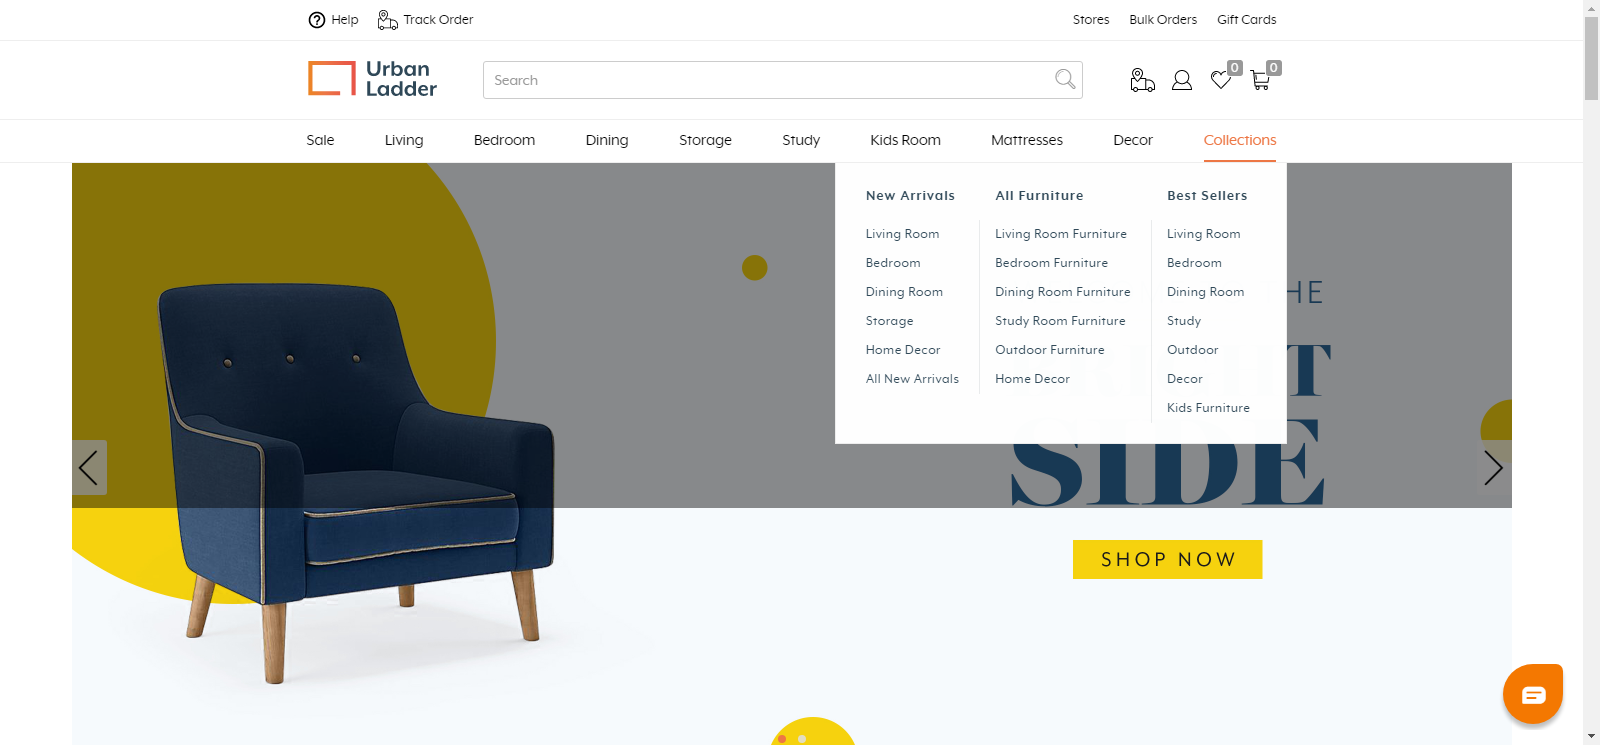 Help
Track Order
Stores
Bulk Orders
Gift Cards
Urban
Ladder
Search
0
0
Sale
Living
Bedroom
Dining
Storage
Study
Kids Room
Mattresses
Decor
Collections
New Arrivals
Living Room
Bedroom
Dining Room
Storage
Home Decor
All New Arrivals
All Furniture
Living Room Furniture
Bedroom Furniture
Dining Room Furniture
Study Room Furniture
Outdoor Furniture
Home Decor
Best Sellers
Living Room
Bedroom
Dining Room
Study
Outdoor
Decor
Kids Furniture
SIDE
SHOP NOW